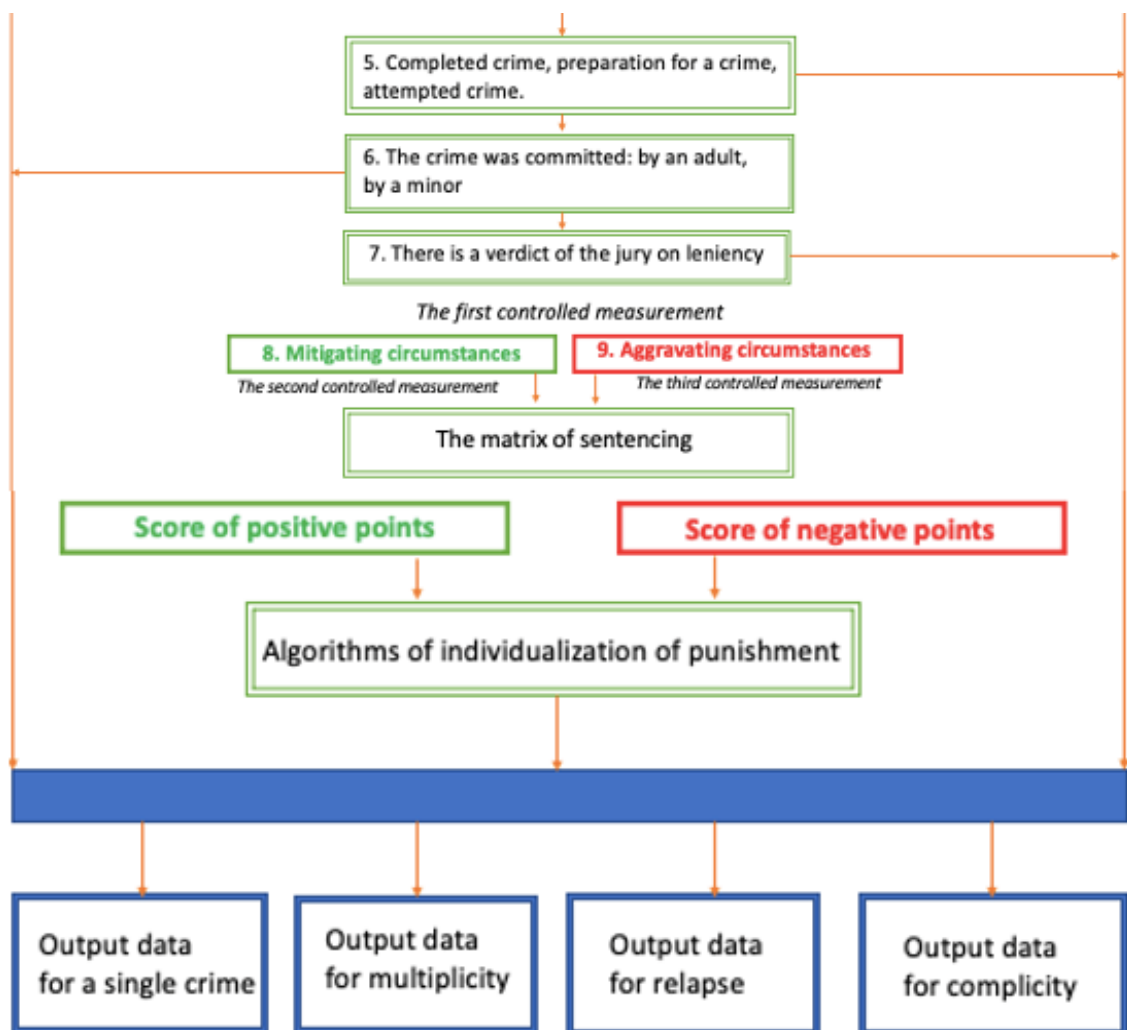 5. Completed crime, preparation for a crime,
attempted crime.
6. The crime was committed: by an adult,
by a minor
7. There is a verdict of the jury on leniency
The first controlled measurement
8. Mitigating circumstances
9. Aggravating circumstances
The second controlled measurement
The third controlled measurement
The matrix of sentencing
Score of positive points
Score of negative points
Algorithms of individualization of punishment
Output data
for a single crime
Output data
for multiplicity
Output data
for relapse
Output data
for complicity